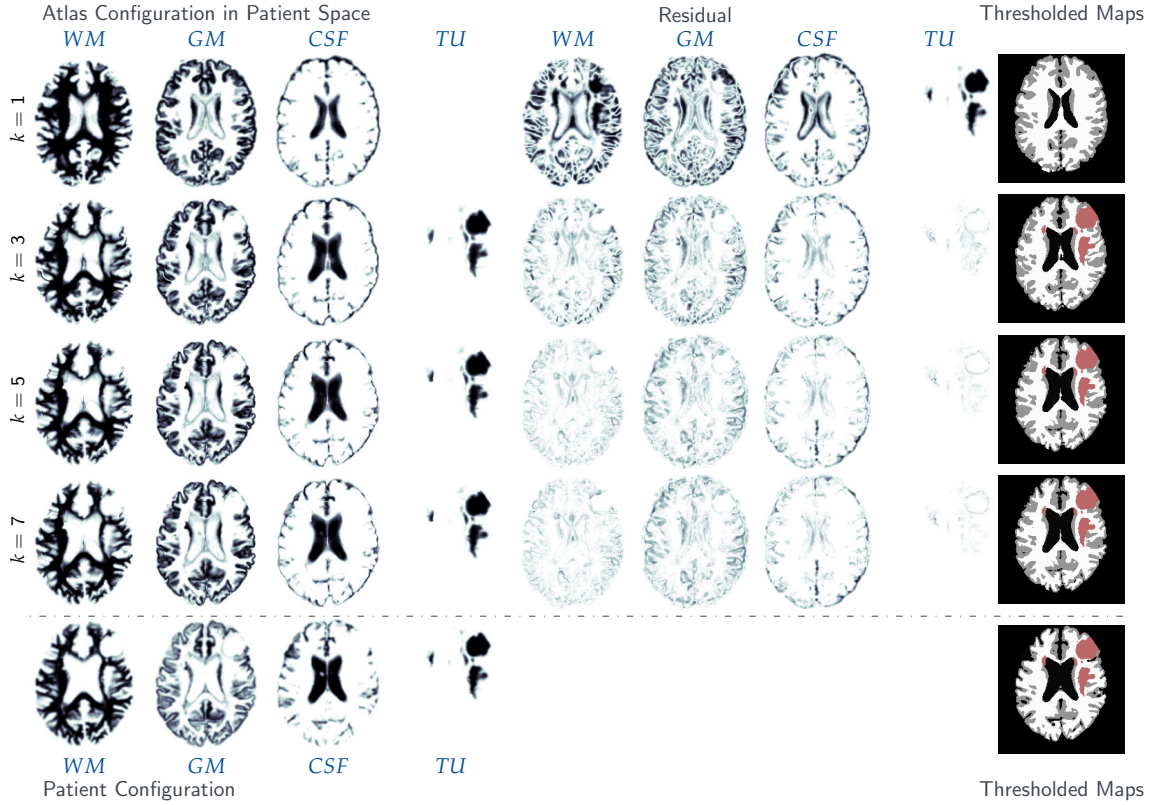 Atlas Configuration in Patient Space Residual Thresholded Maps
WM GM CSF TU WM GM CSF TU
k = 1
k = 3
k = 5
k = 7
WM GM CSF TU
Patient Configuration Thresholded Maps